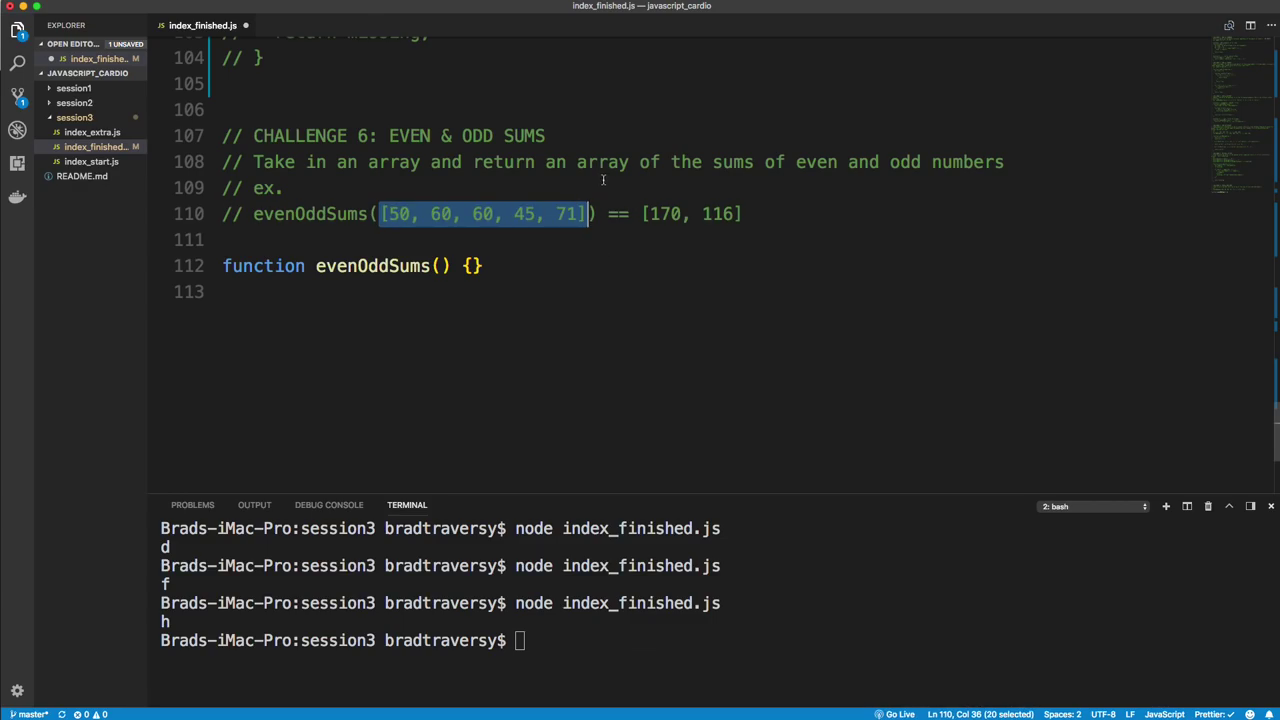 index_finished.js — javascript_cardio
EXPLORER
index_finished.js
OPEN EDITO... 1 UNSAVED
index_finishe... M
JAVASCRIPT_CARDIO
session1
session2
session3
index_extra.js
index_finished... M
index_start.js
README.md
1
1
104 // }
105
106
107 // CHALLENGE 6: EVEN & ODD SUMS
108 // Take in an array and return an array of the sums of even and odd numbers
109 // ex.
110 // evenOddSums([50, 60, 60, 45, 71]) == [170, 116]
111
112 function evenOddSums() {}
113
PROBLEMS OUTPUT DEBUG CONSOLE TERMINAL 2: bash
Brads-iMac-Pro:session3 bradtraversy$ node index_finished.js
d
Brads-iMac-Pro:session3 bradtraversy$ node index_finished.js
f
Brads-iMac-Pro:session3 bradtraversy$ node index_finished.js
h
Brads-iMac-Pro:session3 bradtraversy$
master* 0 0 Go Live Ln 110, Col 36 (20 selected) Spaces: 2 UTF-8 LF JavaScript Prettier: ✓